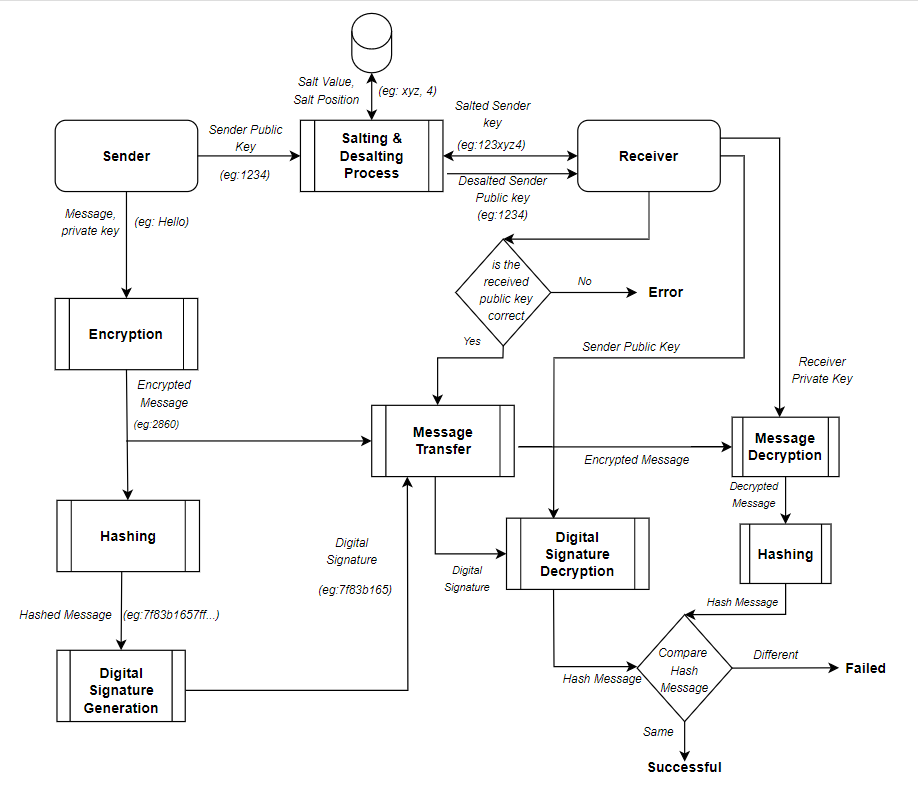 Salt Value,
Salt Position
(eg: xyz, 4)
Sender
Sender Public
Key
(eg:1234)
Salting &
Desalting
Process
Salted Sender
key
(eg:123xyz4)
Desalted Sender
Public key
(eg:1234)
Receiver
Message,
private key
(eg: Hello)
is the
received
public key
correct
No
Error
Yes
Encryption
Sender Public Key
Receiver
Private Key
Encrypted
Message
(eg:2860)
Message
Transfer
Encrypted Message
Message
Decryption
Decrypted
Message
Hashing
Digital
Signature
(eg:7f83b165)
Digital
Signature
Digital
Signature
Decryption
Hashing
Hashed Message
(eg:7f83b1657ff...)
Hash Message
Digital
Signature
Generation
Hash Message
Compare
Hash
Message
Different
Failed
Same
Successful